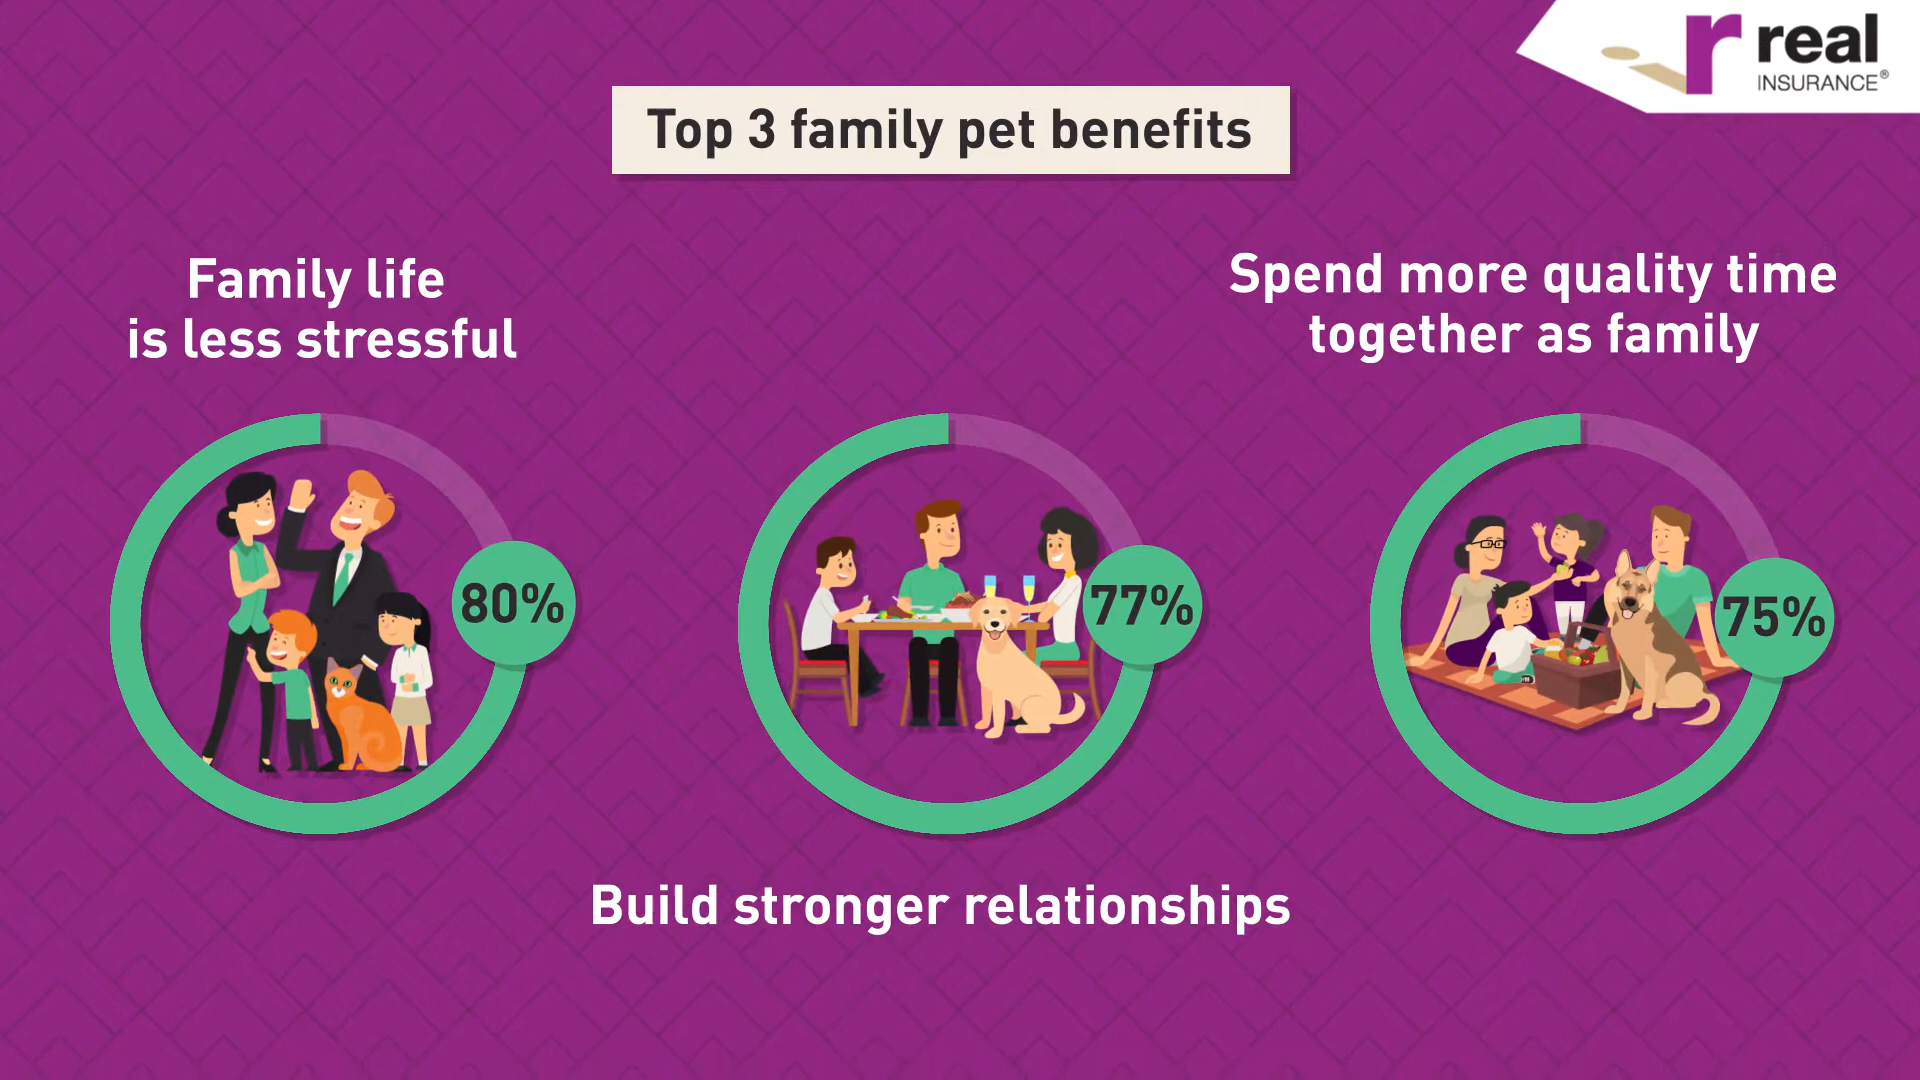 real
INSURANCE®
Top 3 family pet benefits
Family life
is less stressful
80%
77%
Build stronger relationships
Spend more quality time
together as family
75%